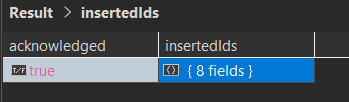 Result > insertedIds
acknowledged insertedIds
T/F true { 8 fields }